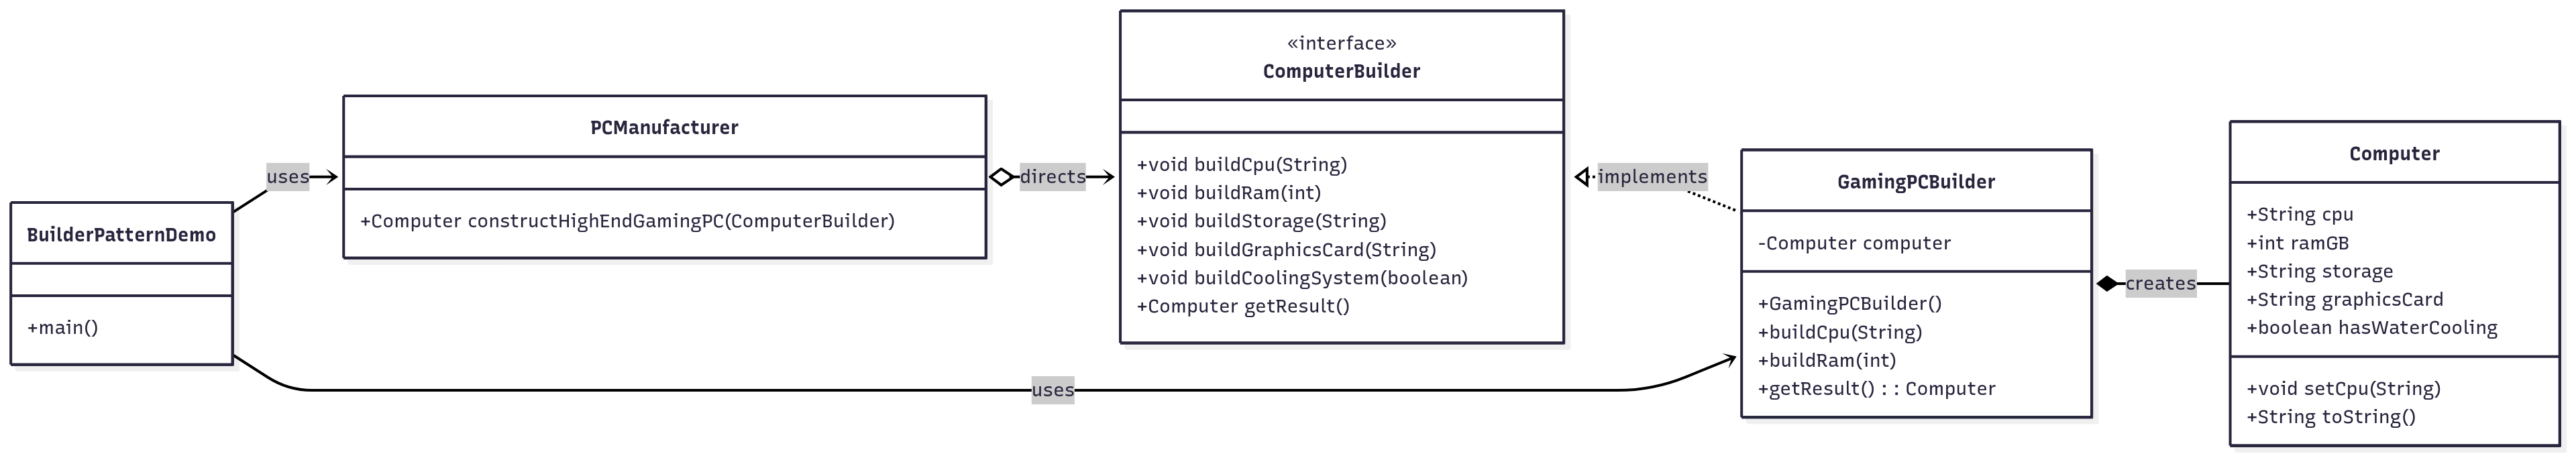 BuilderPatternDemo
+main()
uses
uses
PCManufacturer
+Computer constructHighEndGamingPC(ComputerBuilder)
directs
«interface»
ComputerBuilder
+void buildCpu(String)
+void buildRam(int)
+void buildStorage(String)
+void buildGraphicsCard(String)
+void buildCoolingSystem(boolean)
+Computer getResult()
implements
GamingPCBuilder
-Computer computer
+GamingPCBuilder()
+buildCpu(String)
+buildRam(int)
+getResult() : : Computer
creates
Computer
+String cpu
+int ramGB
+String storage
+String graphicsCard
+boolean hasWaterCooling
+void setCpu(String)
+String toString()